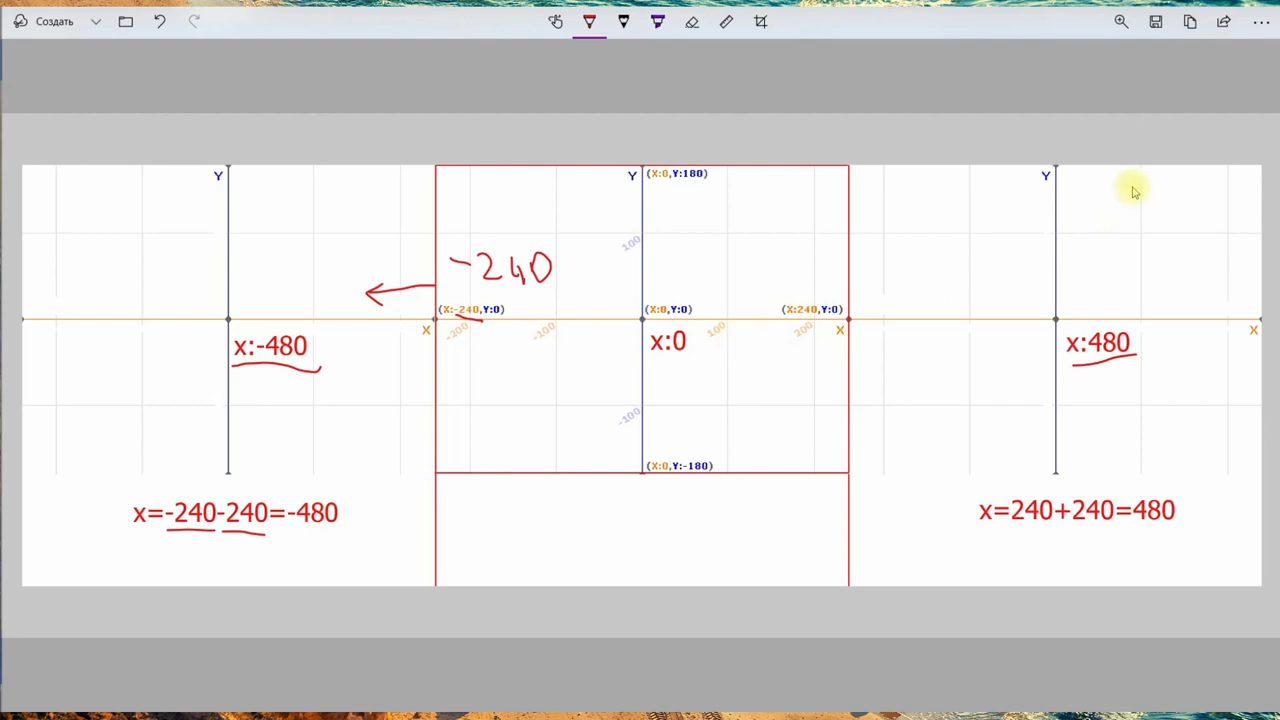 Создать
Y
Y
(X:0,Y:180)
Y
100
-240
(X:-240,Y:0)
(X:0,Y:0)
(X:240,Y:0)
X
-200
-100
100
200
X
X
x:-480
x:0
x:480
-100
(X:0,Y:-180)
x=-240-240=-480
x=240+240=480